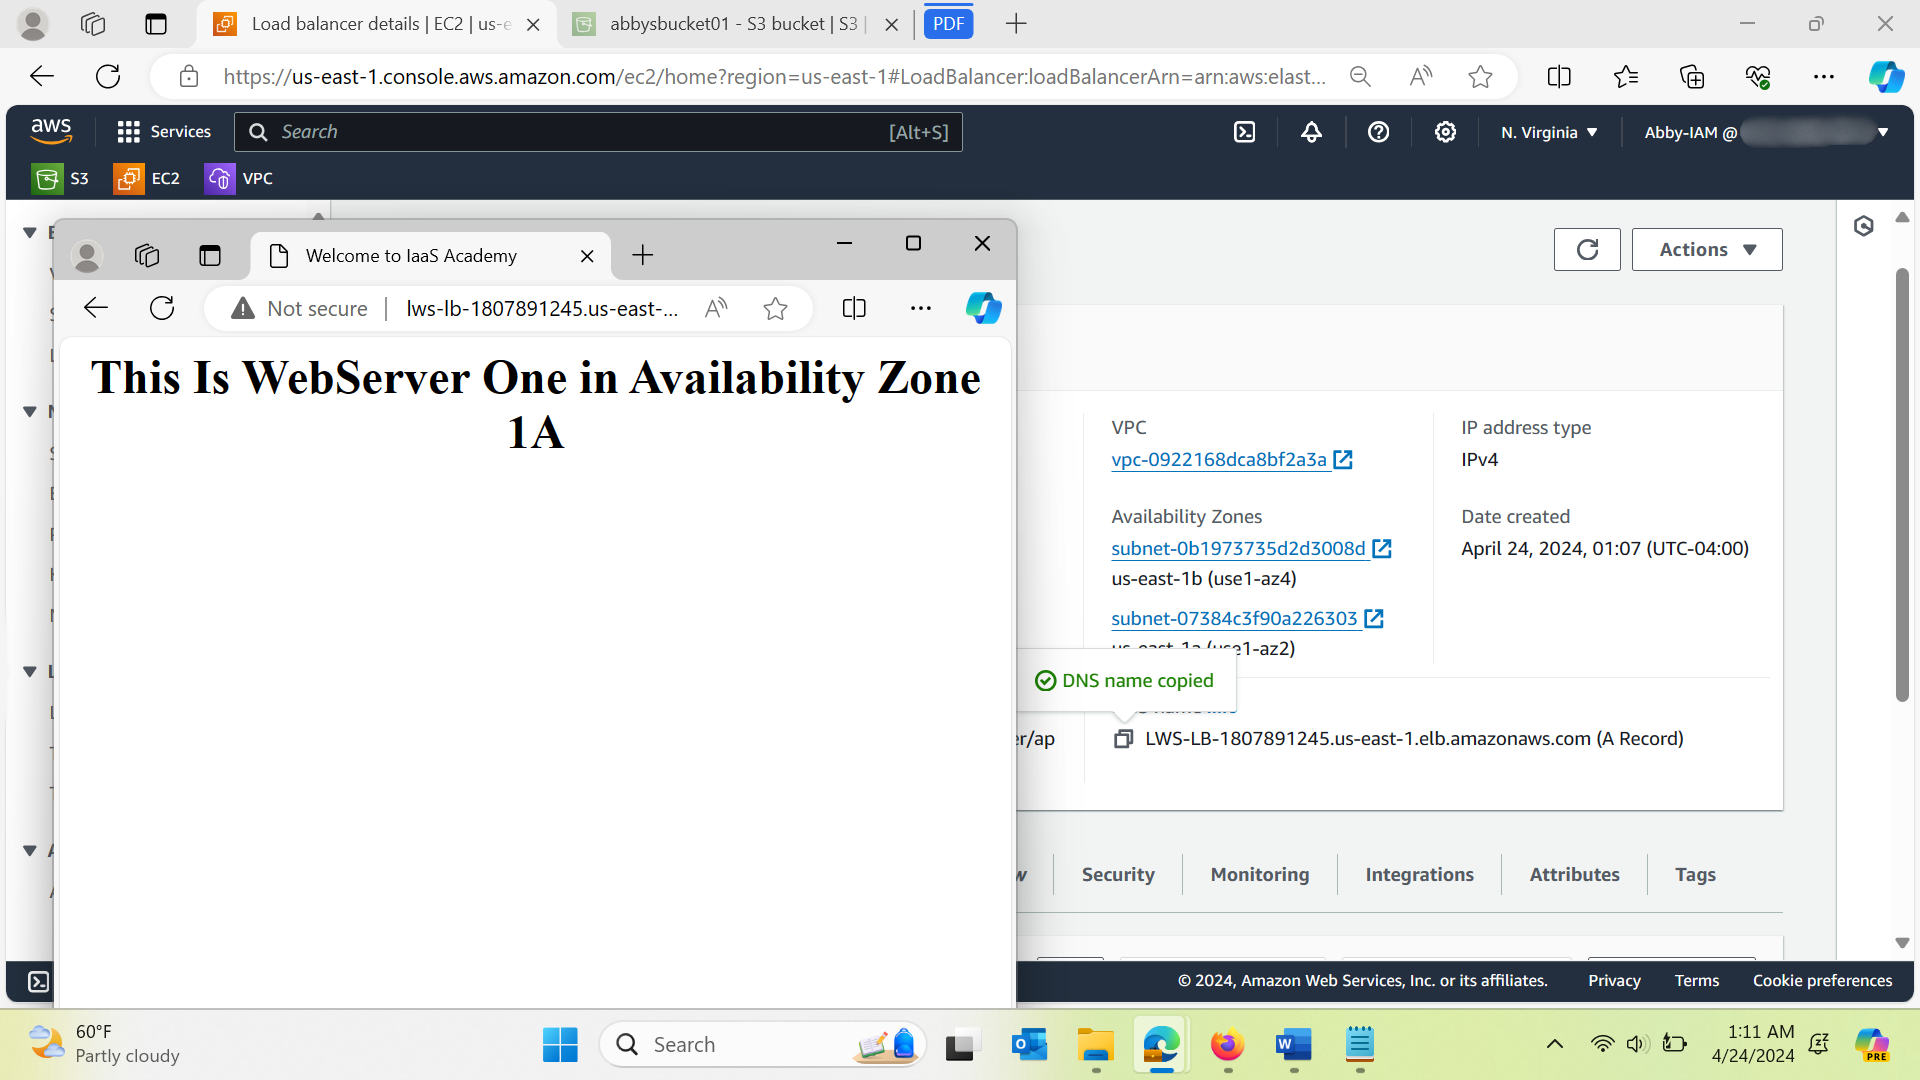 Load balancer details | EC2 | us-e
abbysbucket01 - S3 bucket | S3 |
PDF
https://us-east-1.console.aws.amazon.com/ec2/home?region=us-east-1#LoadBalancer:loadBalancerArn=arn:aws:elast...
aws
Services
Search
[Alt+S]
N. Virginia
Abby-IAM @
S3
EC2
VPC
Welcome to IaaS Academy
Actions
Not secure
lws-lb-1807891245.us-east-...
This Is WebServer One in Availability Zone
1A
VPC
IP address type
vpc-0922168dca8bf2a3a
IPv4
Availability Zones
Date created
subnet-0b1973735d2d3008d
April 24, 2024, 01:07 (UTC-04:00)
us-east-1b (use1-az4)
subnet-07384c3f90a226303
us-east-1a (use1-az2)
DNS name copied
er/ap
LWS-LB-1807891245.us-east-1.elb.amazonaws.com (A Record)
Security
Monitoring
Integrations
Attributes
Tags
© 2024, Amazon Web Services, Inc. or its affiliates.
Privacy
Terms
Cookie preferences
60°F
Partly cloudy
Search
1:11 AM
4/24/2024
PRE